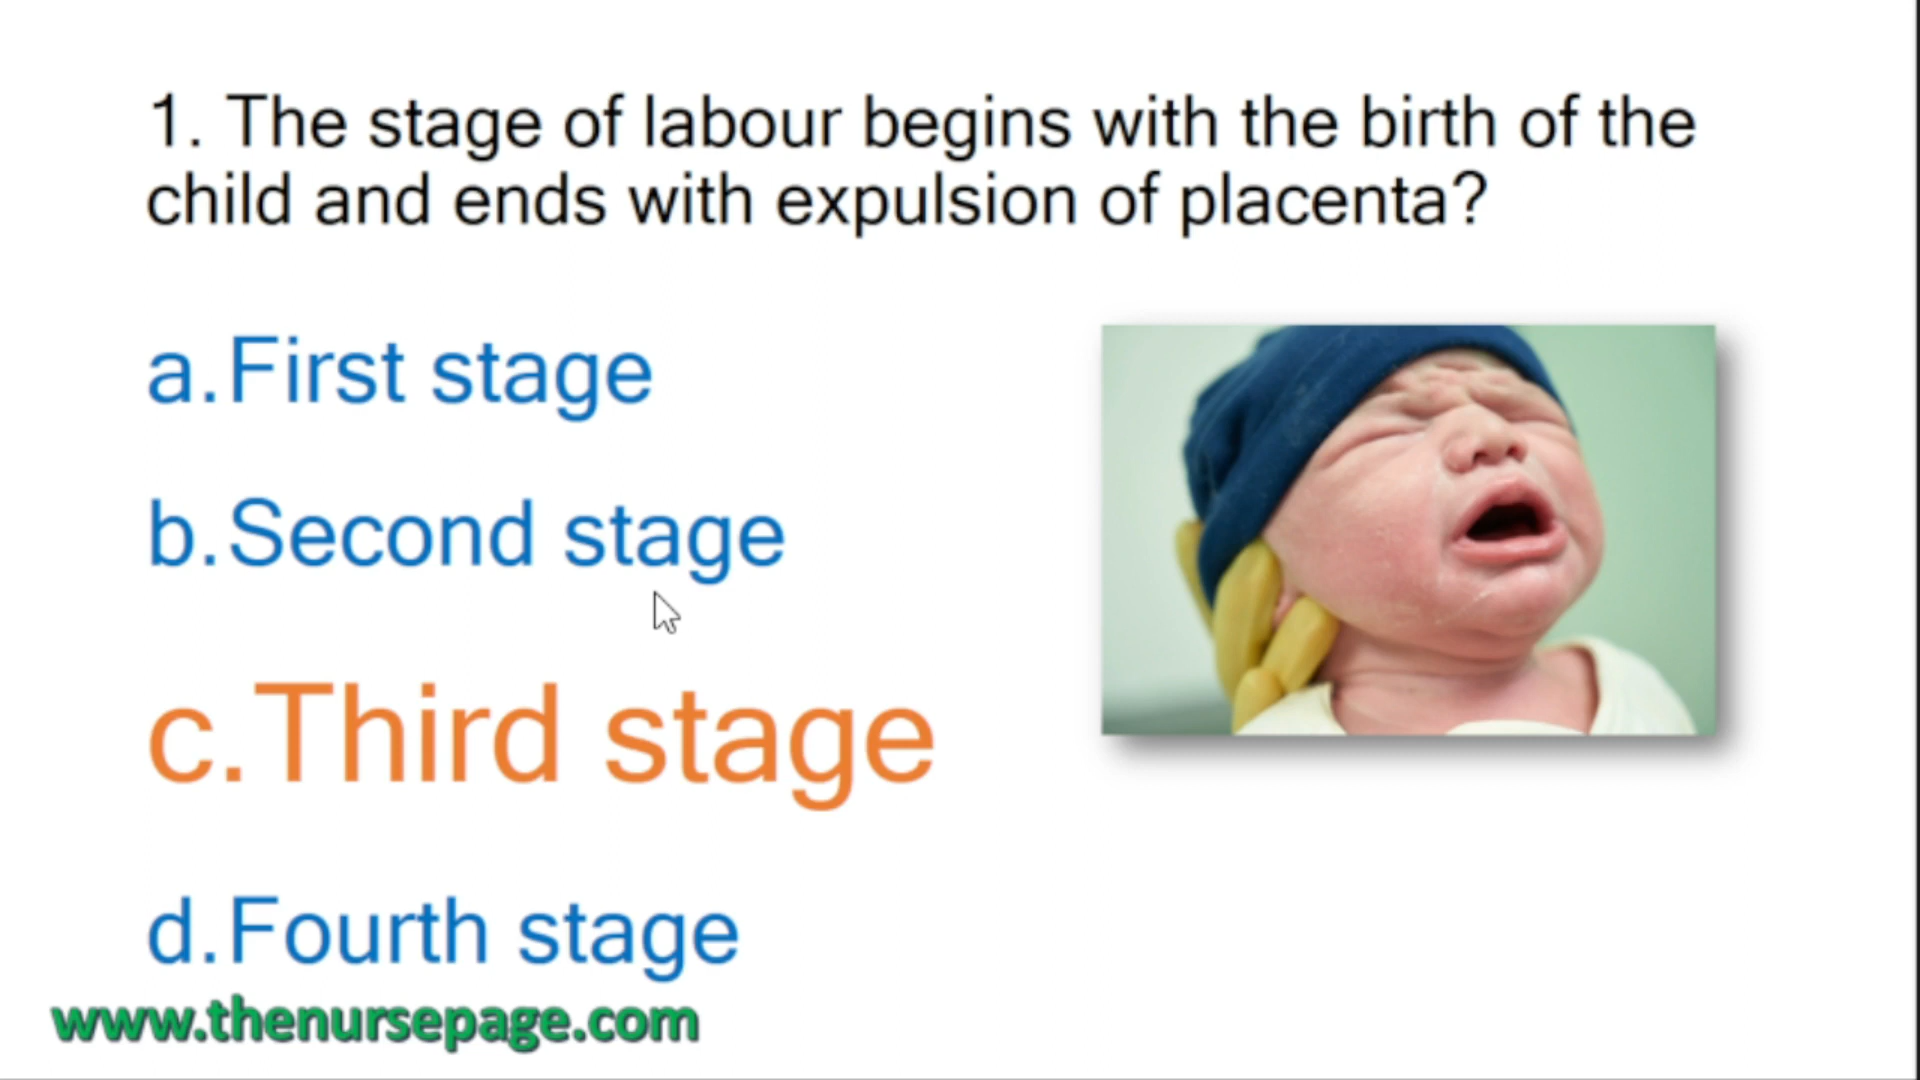 1. The stage of labour begins with the birth of the
child and ends with expulsion of placenta?
a. First stage
b. Second stage
c. Third stage
d. Fourth stage
www.thenursepage.com